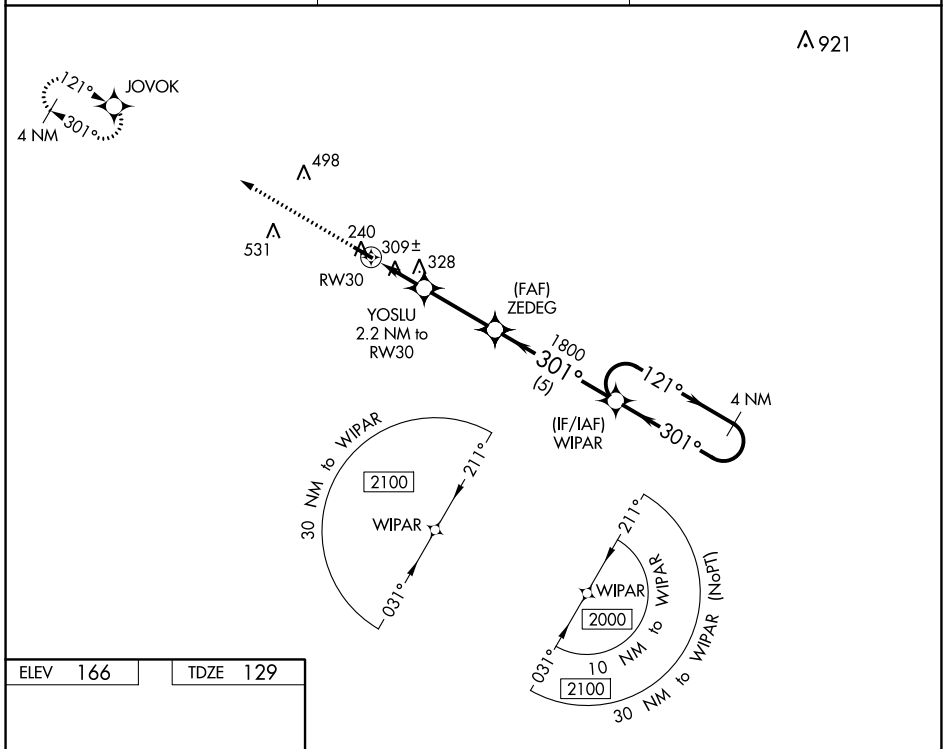 921
121°
JOVOK
301°
4 NM
498
531
240
309±
328
RW30
YOSLU
2.2 NM to
RW30
(FAF)
ZEDEG
1800
301°
(5)
121°
4 NM
301°
(IF/IAF)
WIPAR
30 NM to WIPAR
2100
211°
WIPAR
031°
211°
WIPAR
2000
031°
10 NM to WIPAR
2100
30 NM to WIPAR (NoPT)
ELEV 166
TDZE 129